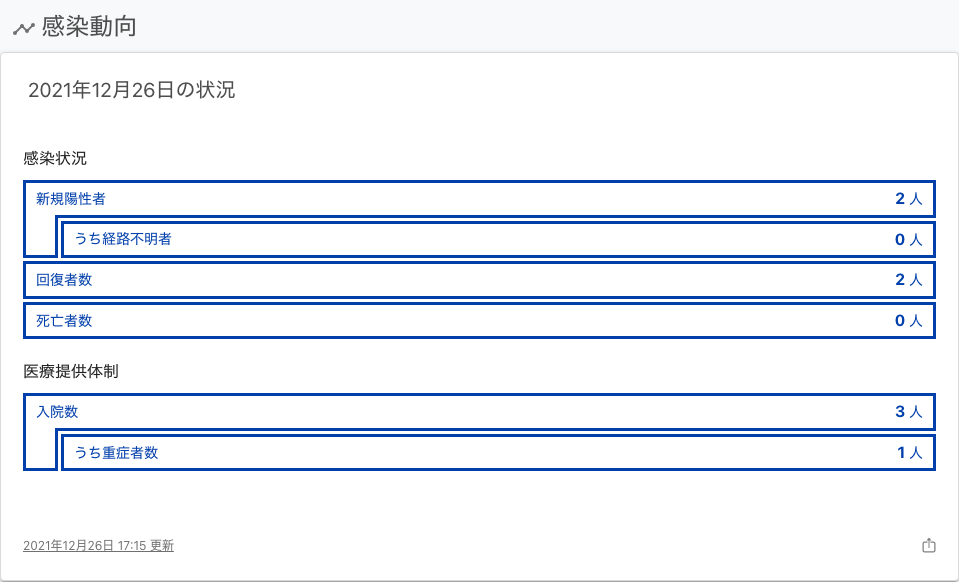 感染動向
2021年12月26日の状況
感染状況
新規陽性者 2 人
うち経路不明者 0 人
回復者数 2 人
死亡者数 0 人
医療提供体制
入院数 3 人
うち重症者数 1 人
2021年12月26日 17:15 更新